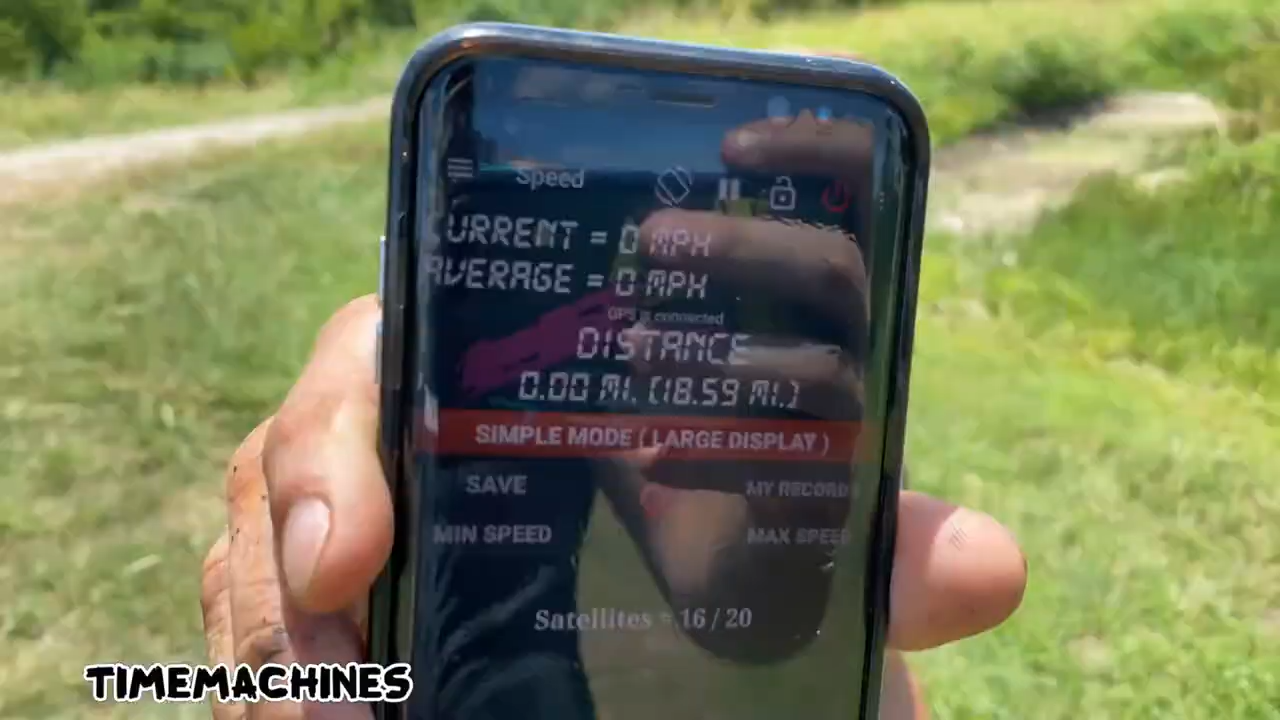 Speed
CURRENT = 0 MPH
AVERAGE = 0 MPH
GPS is connected
DISTANCE
0.00 MI. (18.59 MI.)
SIMPLE MODE ( LARGE DISPLAY )
SAVE MY RECORDS
MIN SPEED MAX SPEED
Satellites = 16 / 20
TIMEMACHINES